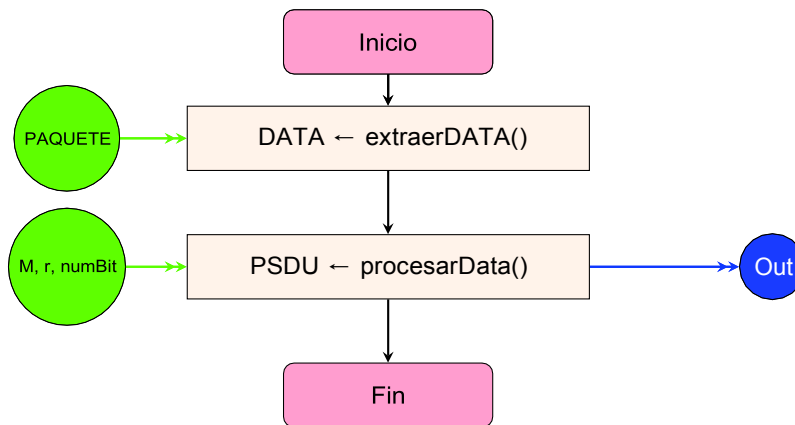 Inicio
PAQUETE
DATA ← extraerDATA()
M, r, numBit
PSDU ← procesarData()
Out
Fin